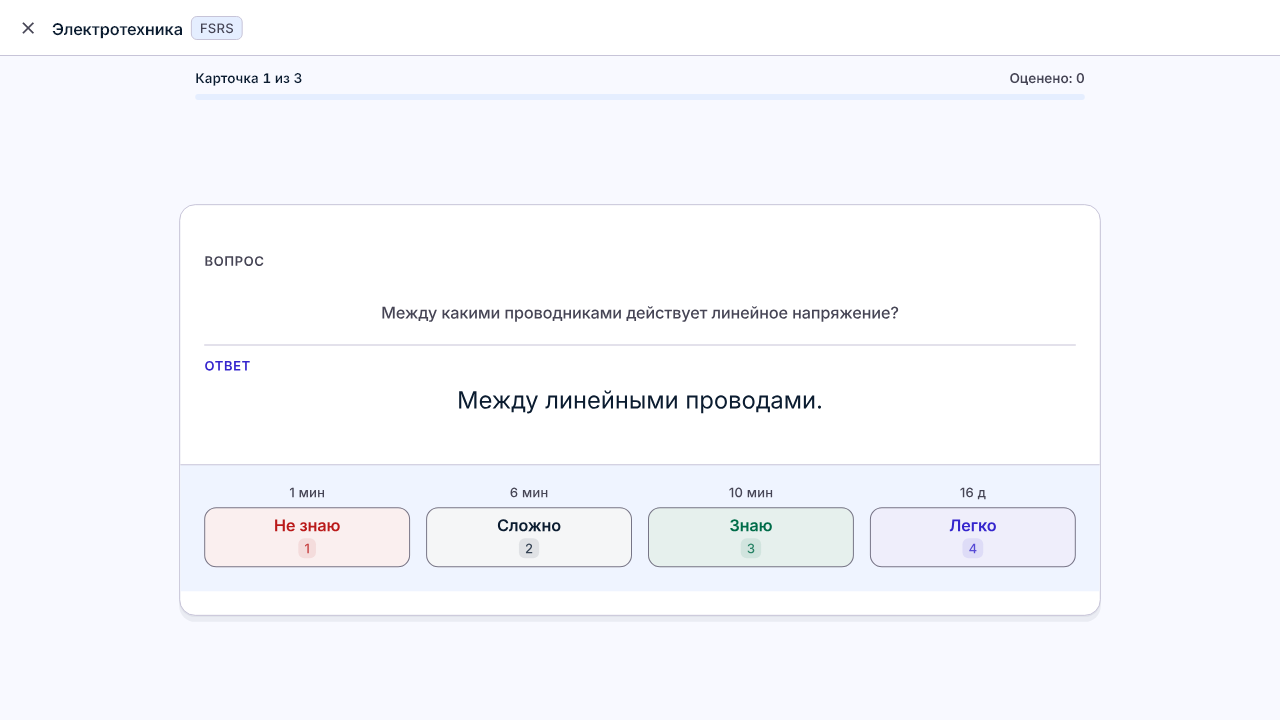 Электротехника FSRS
Карточка 1 из 3
Оценено: 0
ВОПРОС
Между какими проводниками действует линейное напряжение?
ОТВЕТ
Между линейными проводами.
1 мин
6 мин
10 мин
16 д
Не знаю
Сложно
Знаю
Легко
1
2
3
4